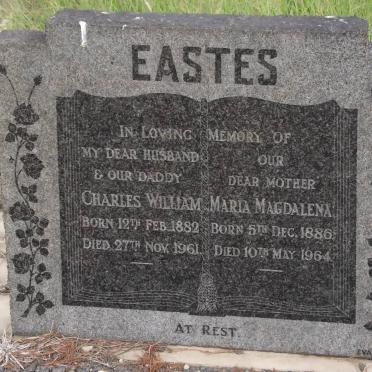 EASTES
IN LOVING MEMORY OF
MY DEAR HUSBAND
& OUR DADDY
CHARLES WILLIAM
BORN 12TH FEB. 1882
DIED 27TH NOV. 1961.
OUR
DEAR MOTHER
MARIA MAGDALENA
BORN 5TH DEC. 1886
DIED 10TH MAY 1964
AT REST.